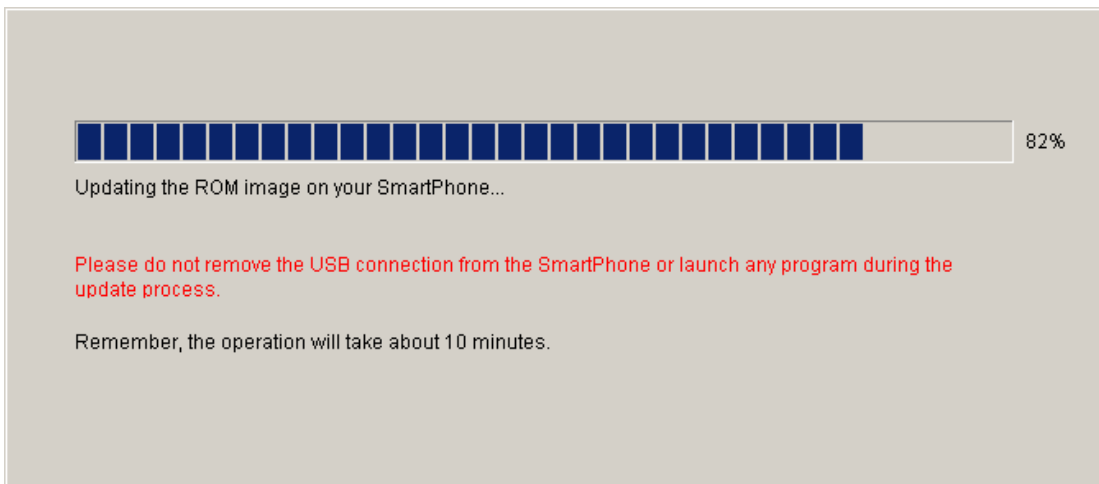 82%
Updating the ROM image on your SmartPhone...
Please do not remove the USB connection from the SmartPhone or launch any program during the
update process.
Remember, the operation will take about 10 minutes.